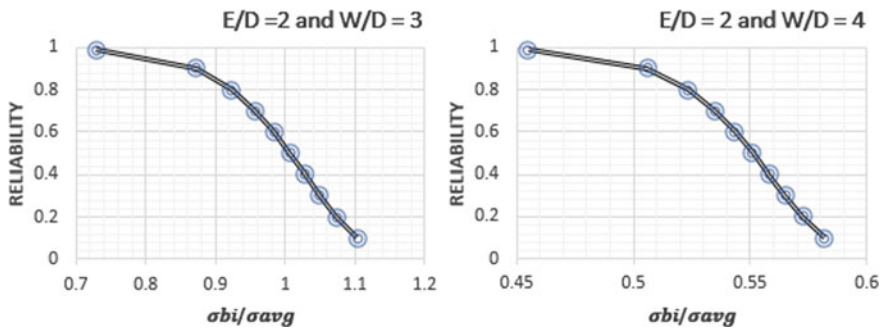 E/D =2 and W/D = 3
RELIABILITY
1
0.8
0.6
0.4
0.2
0
0.7 0.8 0.9 1 1.1 1.2
σbi/σavg
E/D = 2 and W/D = 4
RELIABILITY
1
0.8
0.6
0.4
0.2
0
0.45 0.5 0.55 0.6
σbi/σavg